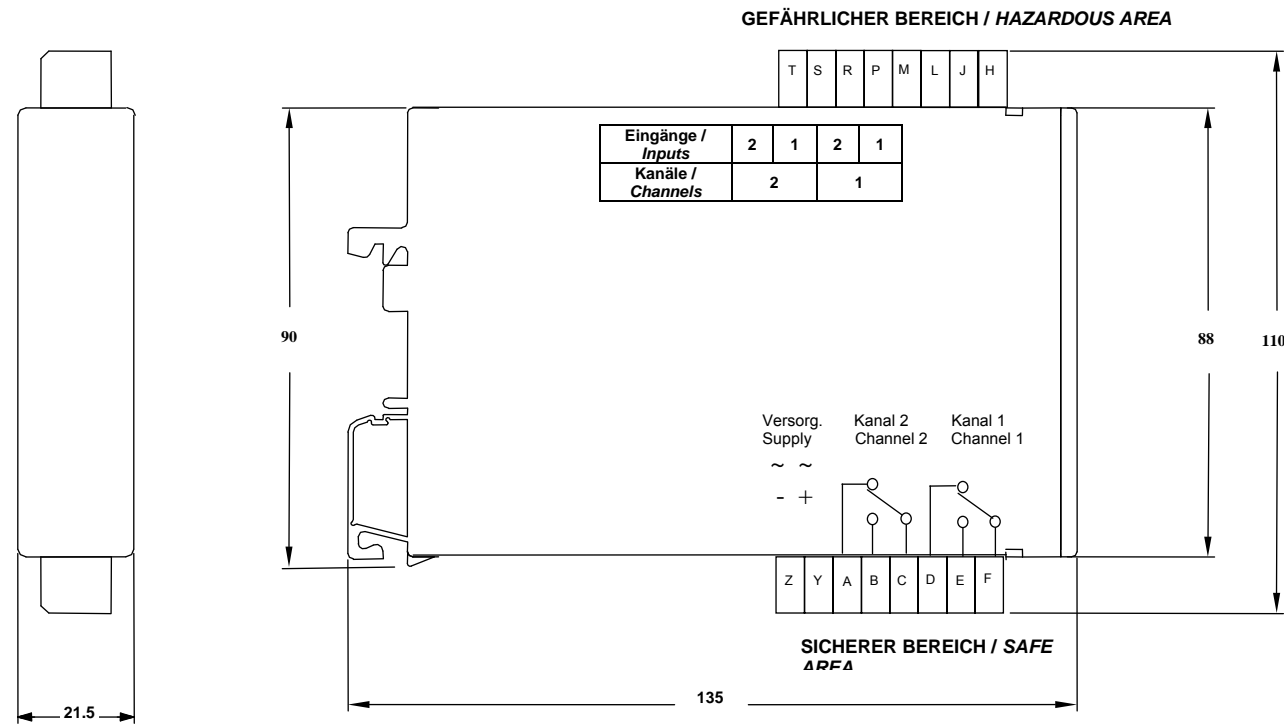 GEFÄHRLICHER BEREICH / HAZARDOUS AREA
T S R P M L J H
Eingänge / Inputs 2 1 2 1
Kanäle / Channels 2 1
90
88
110
Versorg. Kanal 2 Kanal 1
Supply Channel 2 Channel 1
~ ~
- +
Z Y A B C D E F
SICHERER BEREICH / SAFE
AREA
135
21.5